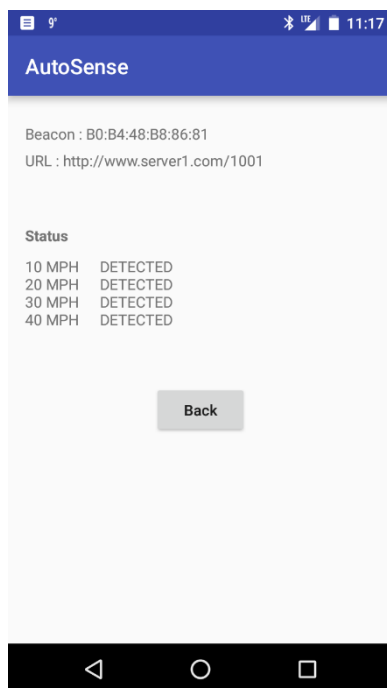 9° LTE 11:17
AutoSense
Beacon : B0:B4:48:B8:86:81
URL : http://www.server1.com/1001
Status
10 MPH DETECTED
20 MPH DETECTED
30 MPH DETECTED
40 MPH DETECTED
Back